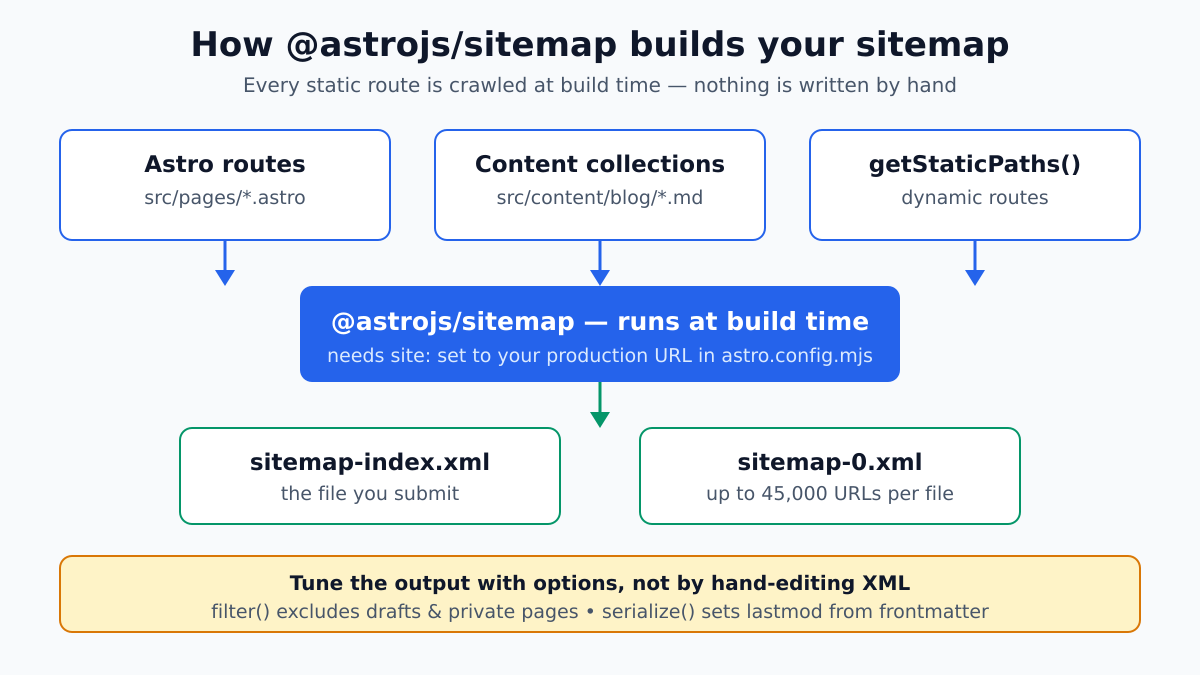 How @astrojs/sitemap builds your sitemap
Every static route is crawled at build time — nothing is written by hand
Astro routes
src/pages/*.astro
Content collections
src/content/blog/*.md
getStaticPaths()
dynamic routes
@astrojs/sitemap — runs at build time
needs site: set to your production URL in astro.config.mjs
sitemap-index.xml
the file you submit
sitemap-0.xml
up to 45,000 URLs per file
Tune the output with options, not by hand-editing XML
filter() excludes drafts & private pages • serialize() sets lastmod from frontmatter